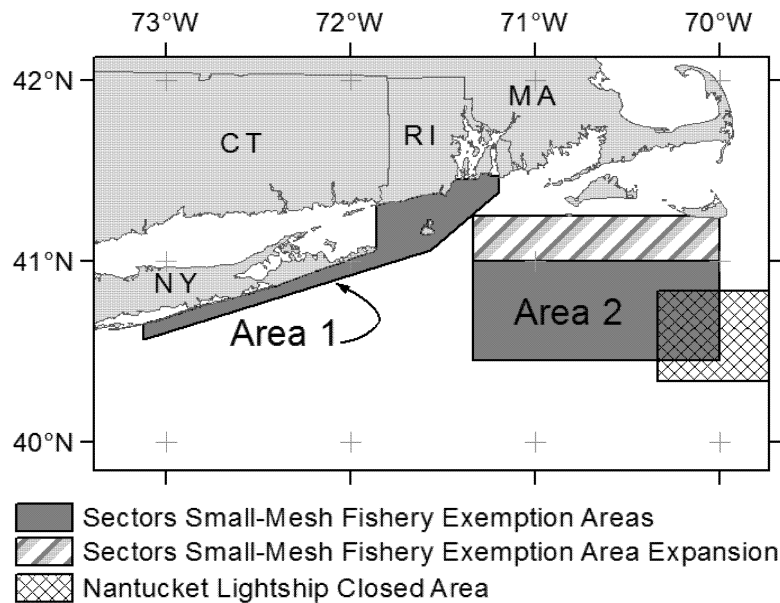 73°W 72°W 71°W 70°W
42°N
MA
CT
RI
41°N
NY
Area 2
Area 1
40°N
Sectors Small-Mesh Fishery Exemption Areas
Sectors Small-Mesh Fishery Exemption Area Expansion
Nantucket Lightship Closed Area